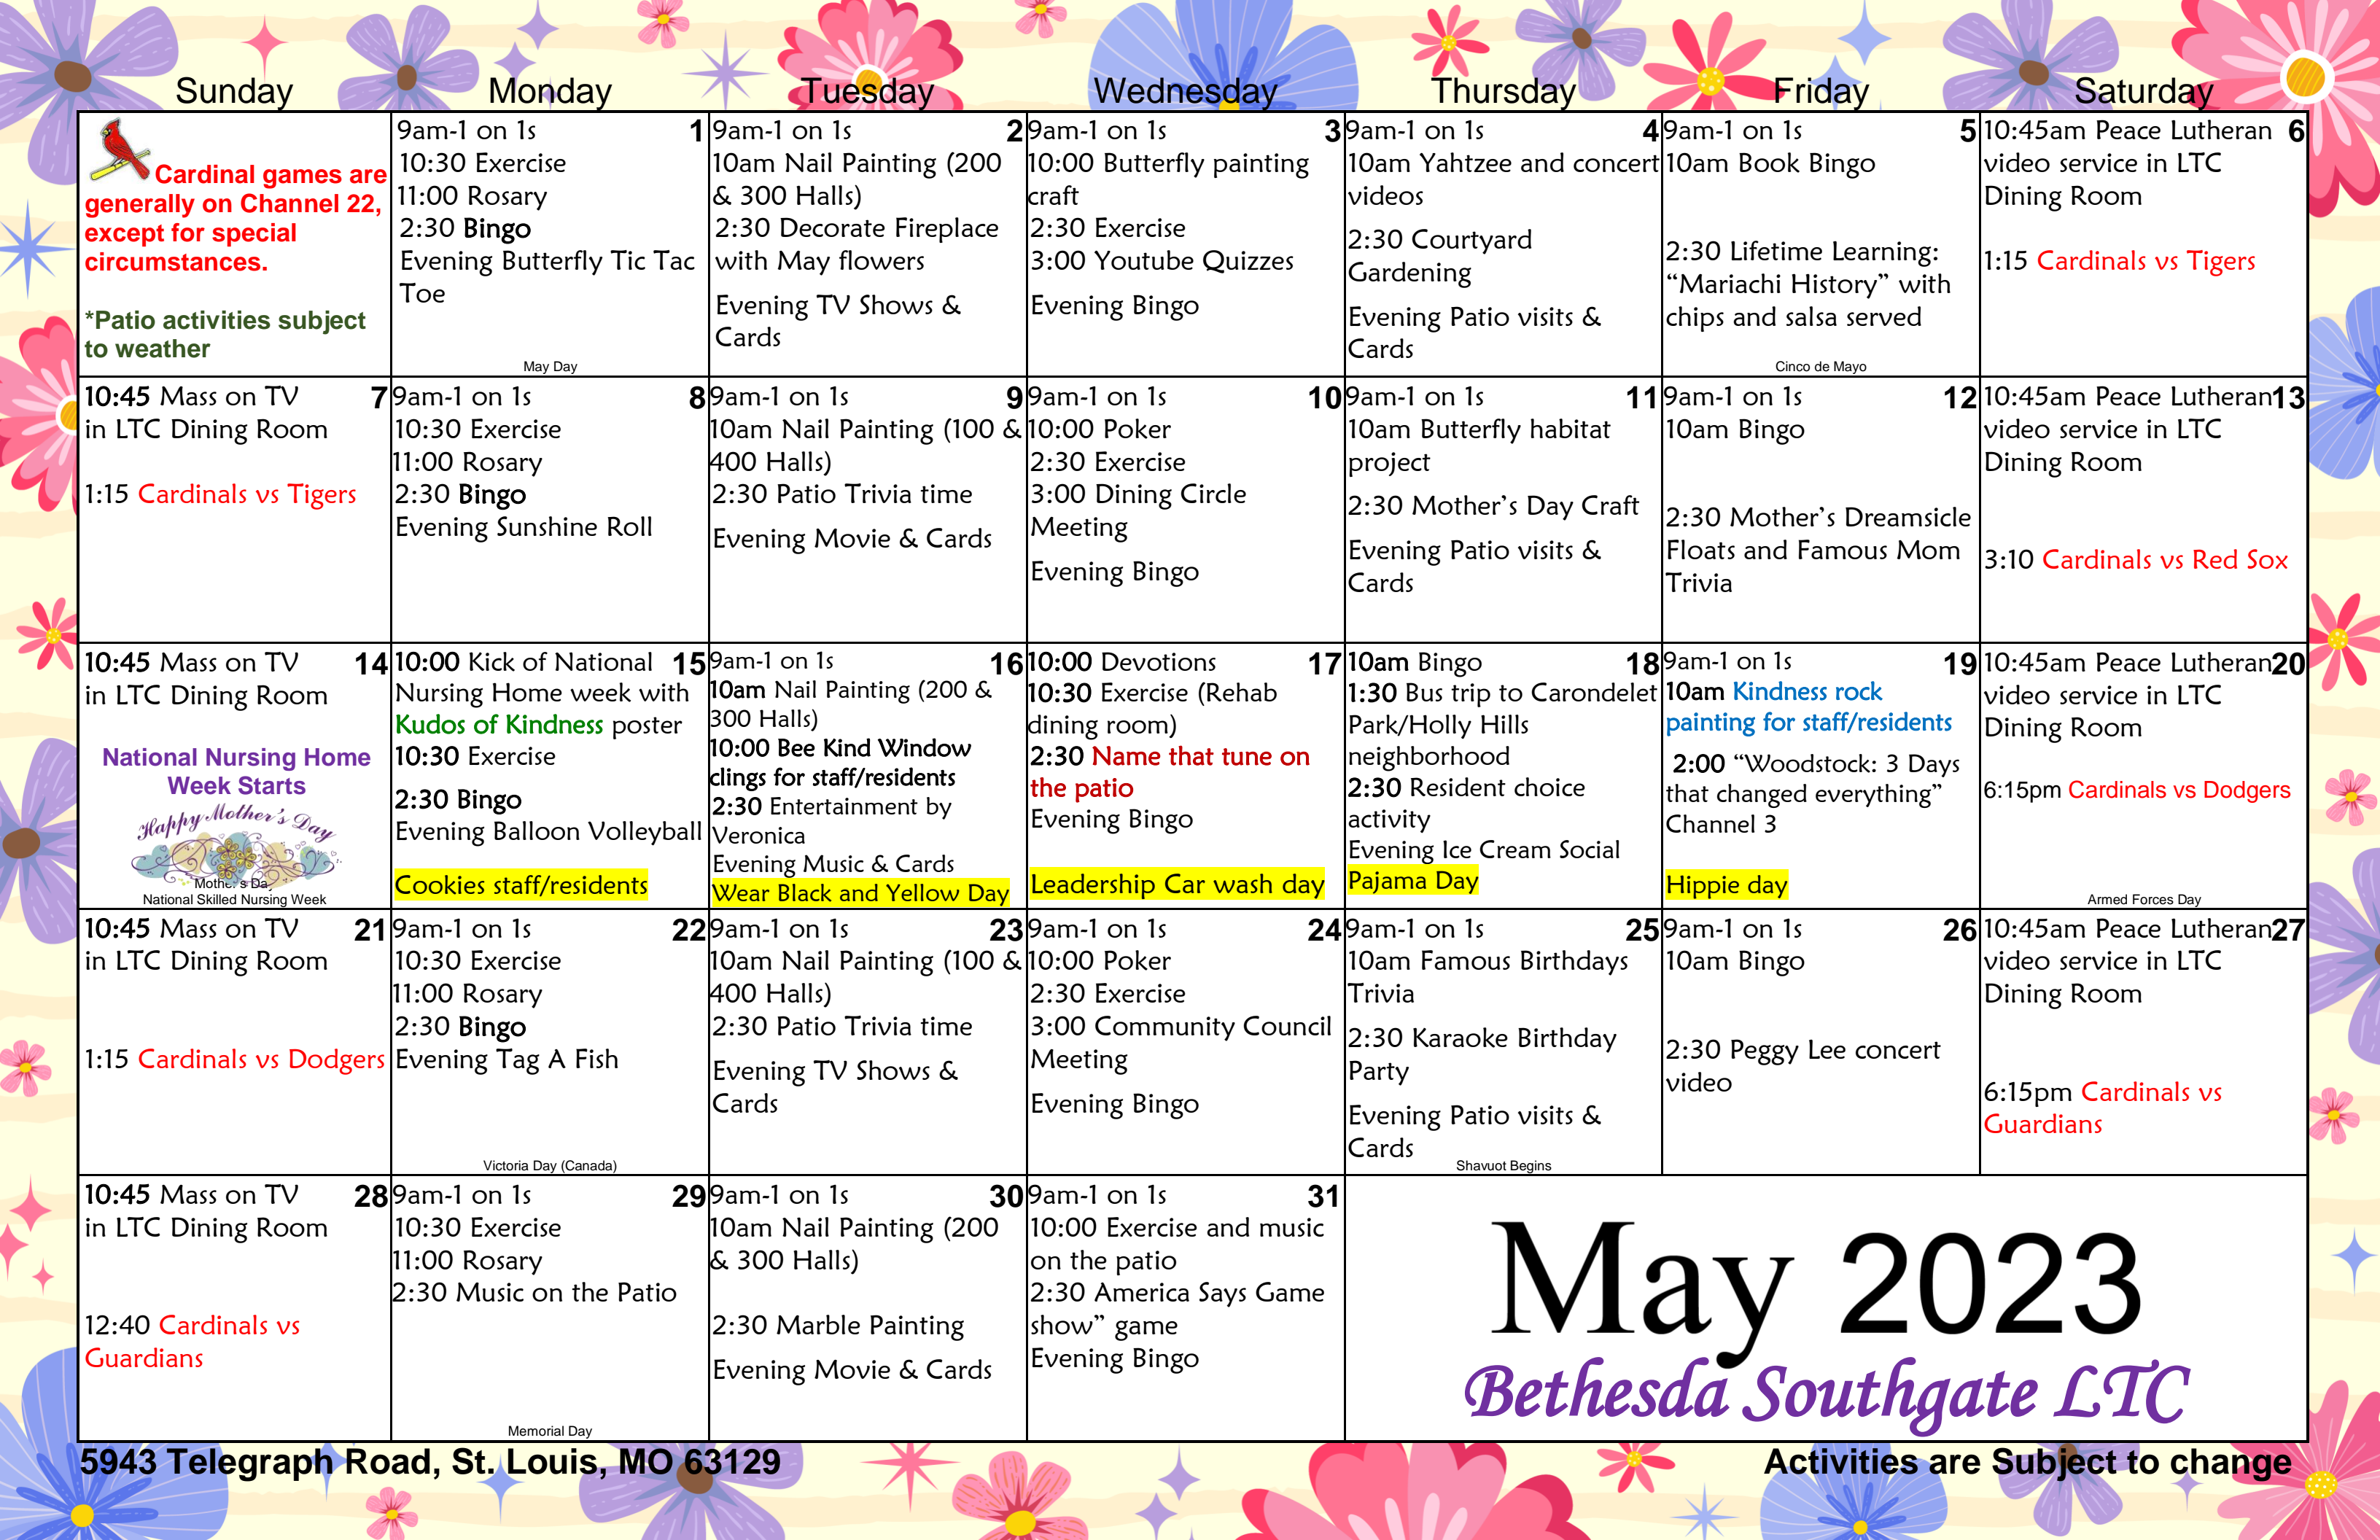 Sunday Monday Tuesday Wednesday Thursday Friday Saturday
Cardinal games are
generally on Channel 22,
except for special
circumstances.
*Patio activities subject
to weather
1
9am-1 on 1s
10:30 Exercise
11:00 Rosary
2:30 Bingo
Evening Butterfly Tic Tac
Toe
May Day
2
9am-1 on 1s
10am Nail Painting (200
& 300 Halls)
2:30 Decorate Fireplace
with May flowers
Evening TV Shows &
Cards
3
9am-1 on 1s
10:00 Butterfly painting
craft
2:30 Exercise
3:00 Youtube Quizzes
Evening Bingo
4
9am-1 on 1s
10am Yahtzee and concert
videos
2:30 Courtyard
Gardening
Evening Patio visits &
Cards
5
9am-1 on 1s
10am Book Bingo
2:30 Lifetime Learning:
“Mariachi History” with
chips and salsa served
Cinco de Mayo
6
10:45am Peace Lutheran
video service in LTC
Dining Room
1:15 Cardinals vs Tigers
7
10:45 Mass on TV
in LTC Dining Room
1:15 Cardinals vs Tigers
8
9am-1 on 1s
10:30 Exercise
11:00 Rosary
2:30 Bingo
Evening Sunshine Roll
9
9am-1 on 1s
10am Nail Painting (100 &
400 Halls)
2:30 Patio Trivia time
Evening Movie & Cards
10
9am-1 on 1s
10:00 Poker
2:30 Exercise
3:00 Dining Circle
Meeting
Evening Bingo
11
9am-1 on 1s
10am Butterfly habitat
project
2:30 Mother’s Day Craft
Evening Patio visits &
Cards
12
9am-1 on 1s
10am Bingo
2:30 Mother’s Dreamsicle
Floats and Famous Mom
Trivia
13
10:45am Peace Lutheran
video service in LTC
Dining Room
3:10 Cardinals vs Red Sox
14
10:45 Mass on TV
in LTC Dining Room
National Nursing Home
Week Starts
Happy Mother's Day
Mother's Day
National Skilled Nursing Week
15
10:00 Kick of National
Nursing Home week with
Kudos of Kindness poster
10:30 Exercise
2:30 Bingo
Evening Balloon Volleyball
Cookies staff/residents
16
9am-1 on 1s
10am Nail Painting (200 &
300 Halls)
10:00 Bee Kind Window
clings for staff/residents
2:30 Entertainment by
Veronica
Evening Music & Cards
Wear Black and Yellow Day
17
10:00 Devotions
10:30 Exercise (Rehab
dining room)
2:30 Name that tune on
the patio
Evening Bingo
Leadership Car wash day
18
10am Bingo
1:30 Bus trip to Carondelet
Park/Holly Hills
neighborhood
2:30 Resident choice
activity
Evening Ice Cream Social
Pajama Day
19
9am-1 on 1s
10am Kindness rock
painting for staff/residents
2:00 “Woodstock: 3 Days
that changed everything”
Channel 3
Hippie day
20
10:45am Peace Lutheran
video service in LTC
Dining Room
6:15pm Cardinals vs Dodgers
Armed Forces Day
21
10:45 Mass on TV
in LTC Dining Room
1:15 Cardinals vs Dodgers
22
9am-1 on 1s
10:30 Exercise
11:00 Rosary
2:30 Bingo
Evening Tag A Fish
Victoria Day (Canada)
23
9am-1 on 1s
10am Nail Painting (100 &
400 Halls)
2:30 Patio Trivia time
Evening TV Shows &
Cards
24
9am-1 on 1s
10:00 Poker
2:30 Exercise
3:00 Community Council
Meeting
Evening Bingo
25
9am-1 on 1s
10am Famous Birthdays
Trivia
2:30 Karaoke Birthday
Party
Evening Patio visits &
Cards
Shavuot Begins
26
9am-1 on 1s
10am Bingo
2:30 Peggy Lee concert
video
27
10:45am Peace Lutheran
video service in LTC
Dining Room
6:15pm Cardinals vs
Guardians
28
10:45 Mass on TV
in LTC Dining Room
12:40 Cardinals vs
Guardians
29
9am-1 on 1s
10:30 Exercise
11:00 Rosary
2:30 Music on the Patio
Memorial Day
30
9am-1 on 1s
10am Nail Painting (200
& 300 Halls)
2:30 Marble Painting
Evening Movie & Cards
31
9am-1 on 1s
10:00 Exercise and music
on the patio
2:30 America Says Game
show” game
Evening Bingo
May 2023
Bethesda Southgate LTC
5943 Telegraph Road, St. Louis, MO 63129
Activities are Subject to change